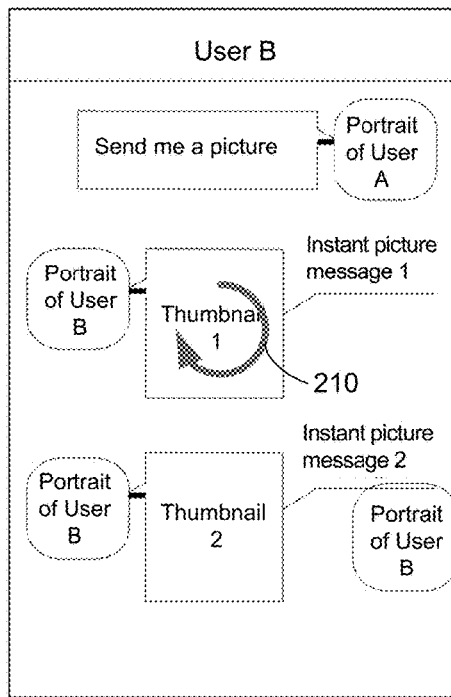 User B
Send me a picture
Portrait
of User
A
Portrait
of User
B
Thumbnail
1
Instant picture
message 1
210
Portrait
of User
B
Thumbnail
2
Instant picture
message 2
Portrait
of User
B